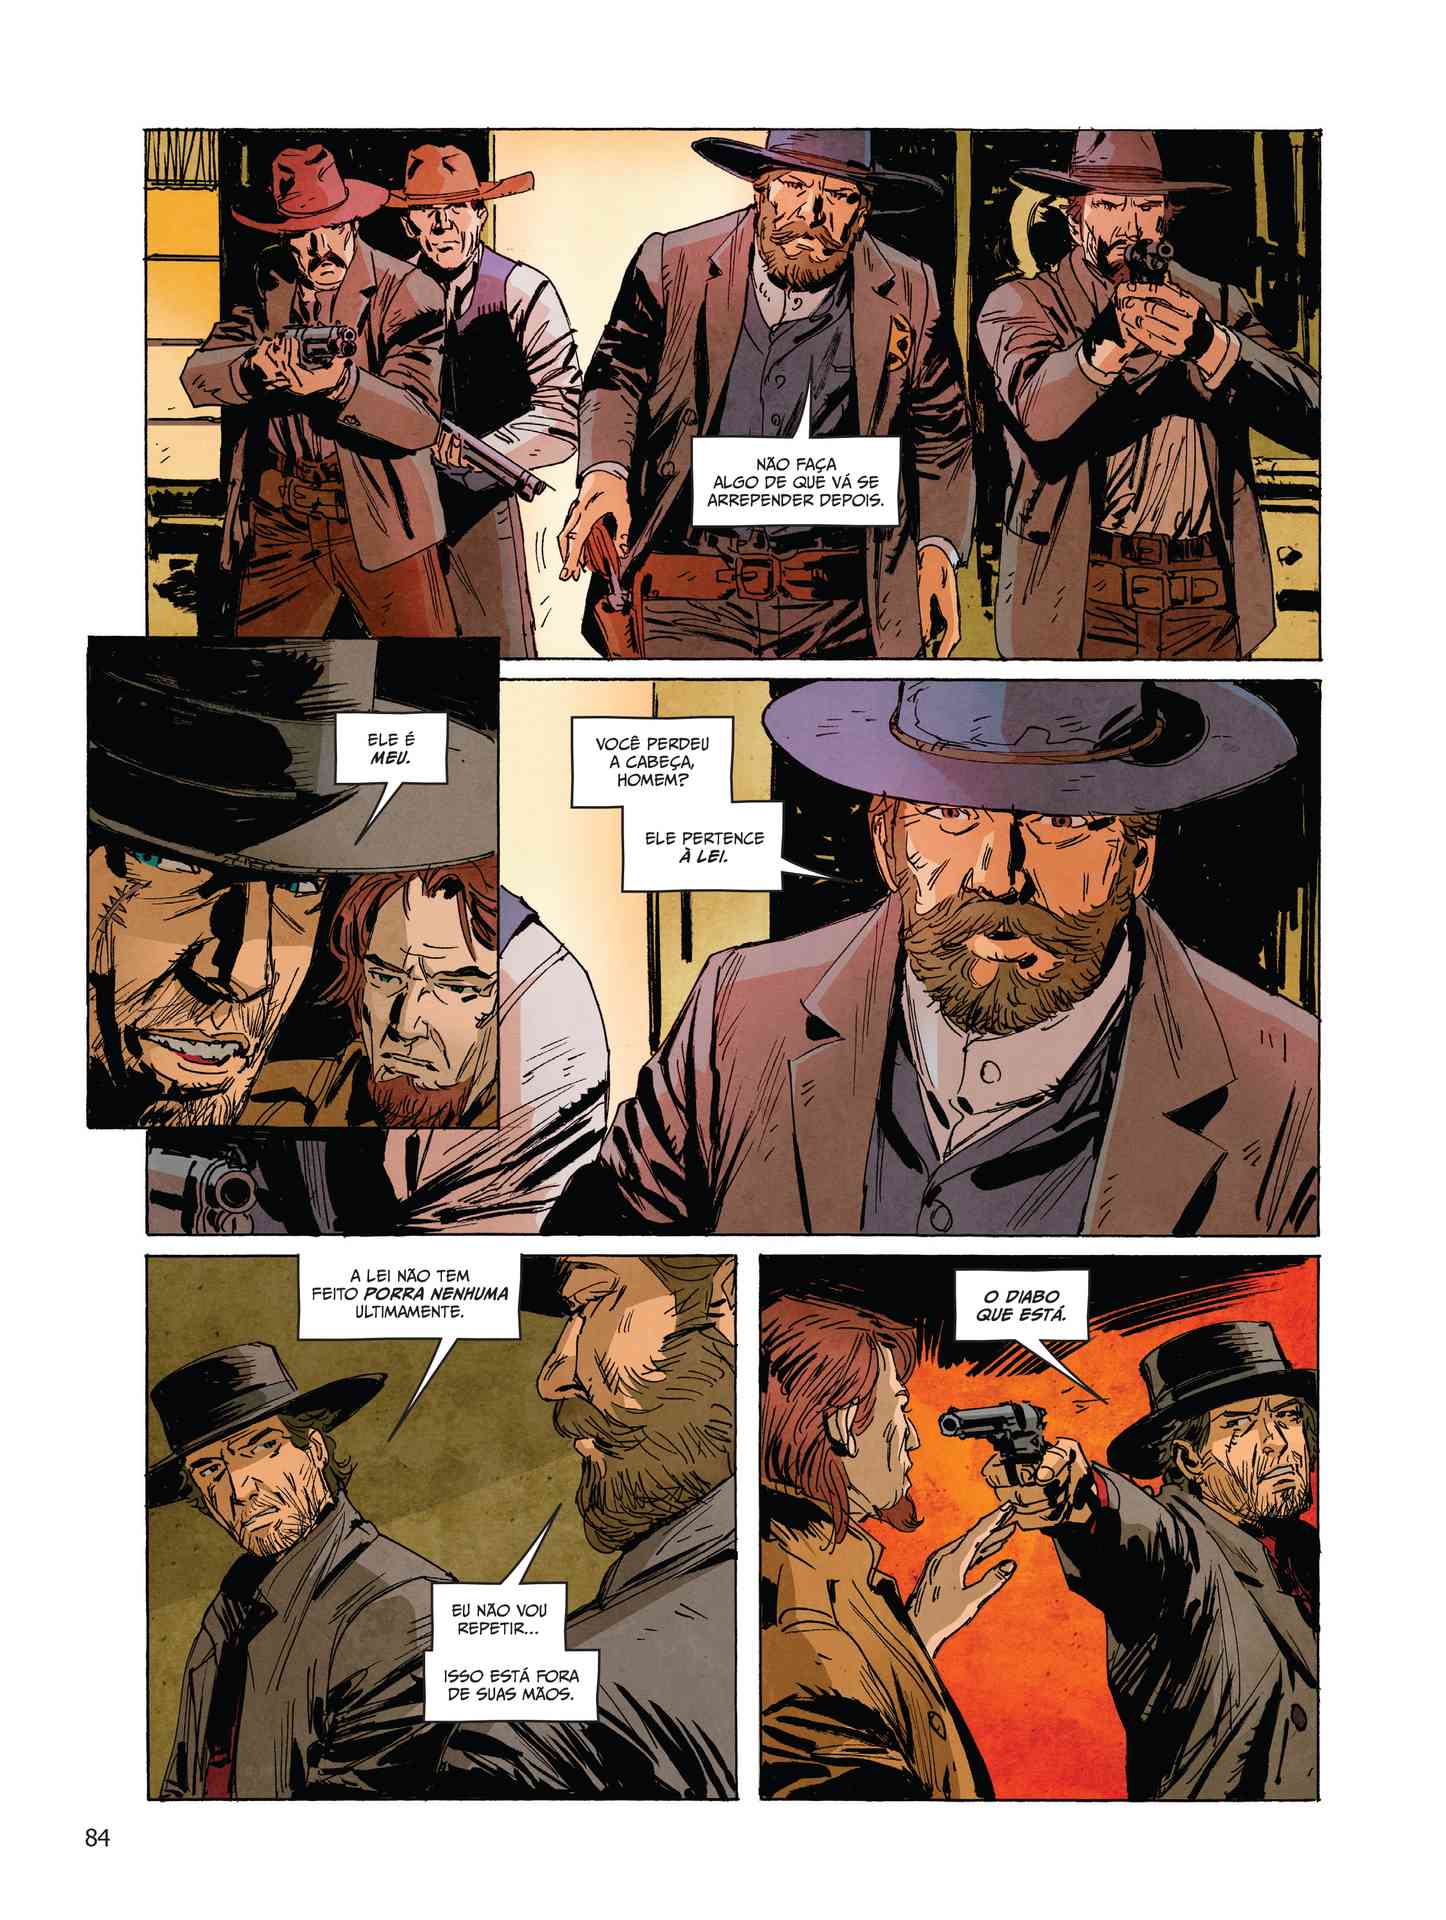 NÃO FAÇA
ALGO DE QUE VÁ SE
ARREPENDER DEPOIS.
ELE É
MEU.
VOCÊ PERDEU
A CABEÇA,
HOMEM?
ELE PERTENCE
À LEI.
A LEI NÃO TEM
FEITO PORRA NENHUMA
ULTIMAMENTE.
EU NÃO VOU
REPETIR...
ISSO ESTÁ FORA
DE SUAS MÃOS.
O DIABO
QUE ESTÁ.
84